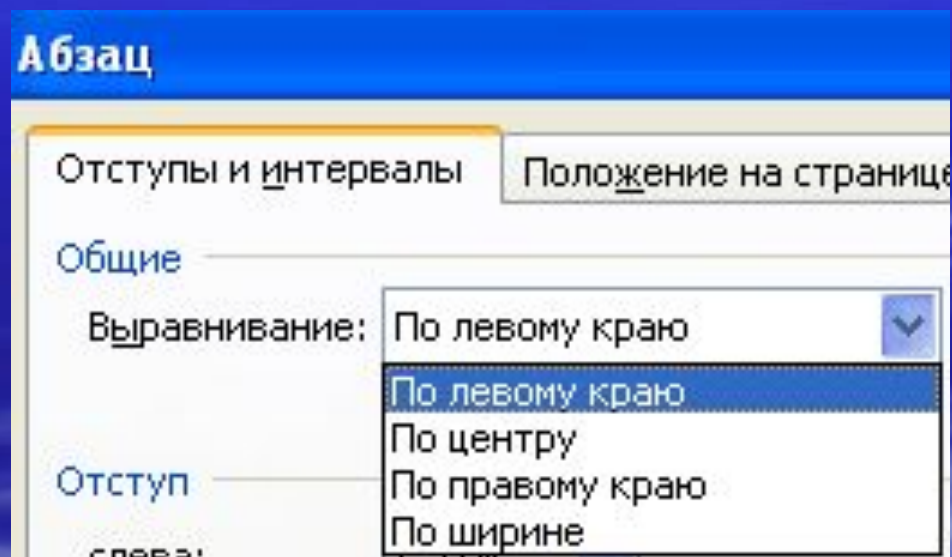 Абзац
Отступы и интервалы Положение на странице
Общие
Выравнивание: По левому краю
По левому краю
По центру
Отступ
По правому краю
По ширине
слева: